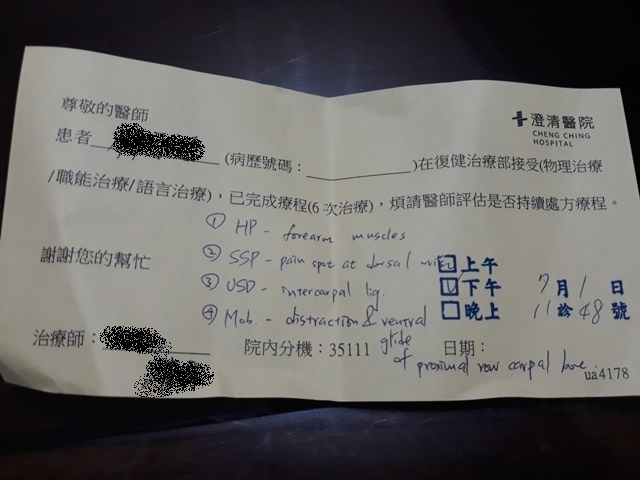 尊敬的醫師
澄清醫院
CHENG CHING
HOSPITAL
患者 (病歷號碼: )在復健治療部接受(物理治療
/職能治療/語言治療),已完成療程(6次治療),煩請醫師評估是否持續處方療程。
① HP - forearm muscles
謝謝您的幫忙
② SSP - pain spot at dorsal
③ USD - intercarpal lig.
④ Mob. - distraction & ventral
glide
of proximal row carpal bone
上午
下午
晚上
7月1日
11診48號
治療師: 院內分機:35111 日期:
ua4178